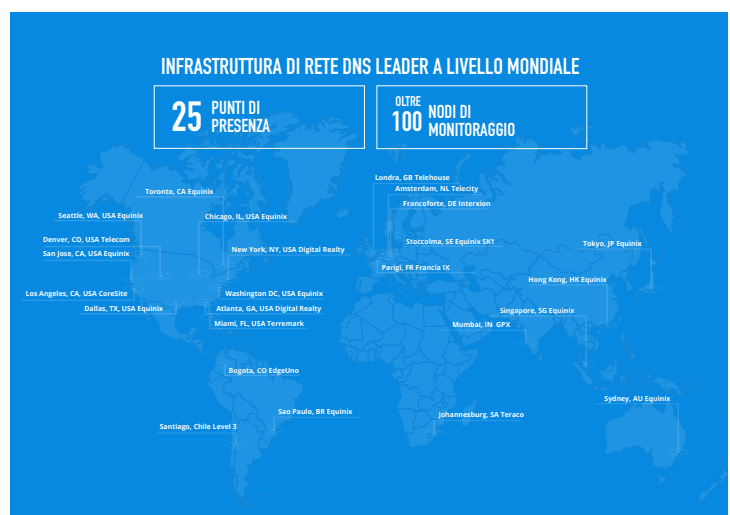 INFRASTRUTTURA DI RETE DNS LEADER A LIVELLO MONDIALE
25 PUNTI DI
PRESENZA
OLTRE
100 NODI DI
MONITORAGGIO
Londra, GB Telehouse
Amsterdam, NL Telecity
Toronto, CA Equinix
Francoforte, DE Interxion
Seattle, WA, USA Equinix
Chicago, IL, USA Equinix
Denver, CO, USA Telecom
Stoccolma, SE Equinix SK1
Tokyo, JP Equinix
San Jose, CA, USA Equinix
New York, NY, USA Digital Realty
Parigi, FR Francia IX
Hong Kong, HK Equinix
Los Angeles, CA, USA CoreSite
Washington DC, USA Equinix
Dallas, TX, USA Equinix
Atlanta, GA, USA Digital Realty
Singapore, SG Equinix
Miami, FL, USA Terremark
Mumbai, IN GPX
Bogota, CO EdgeUno
Sydney, AU Equinix
Sao Paulo, BR Equinix
Johannesburg, SA Teraco
Santiago, Chile Level 3